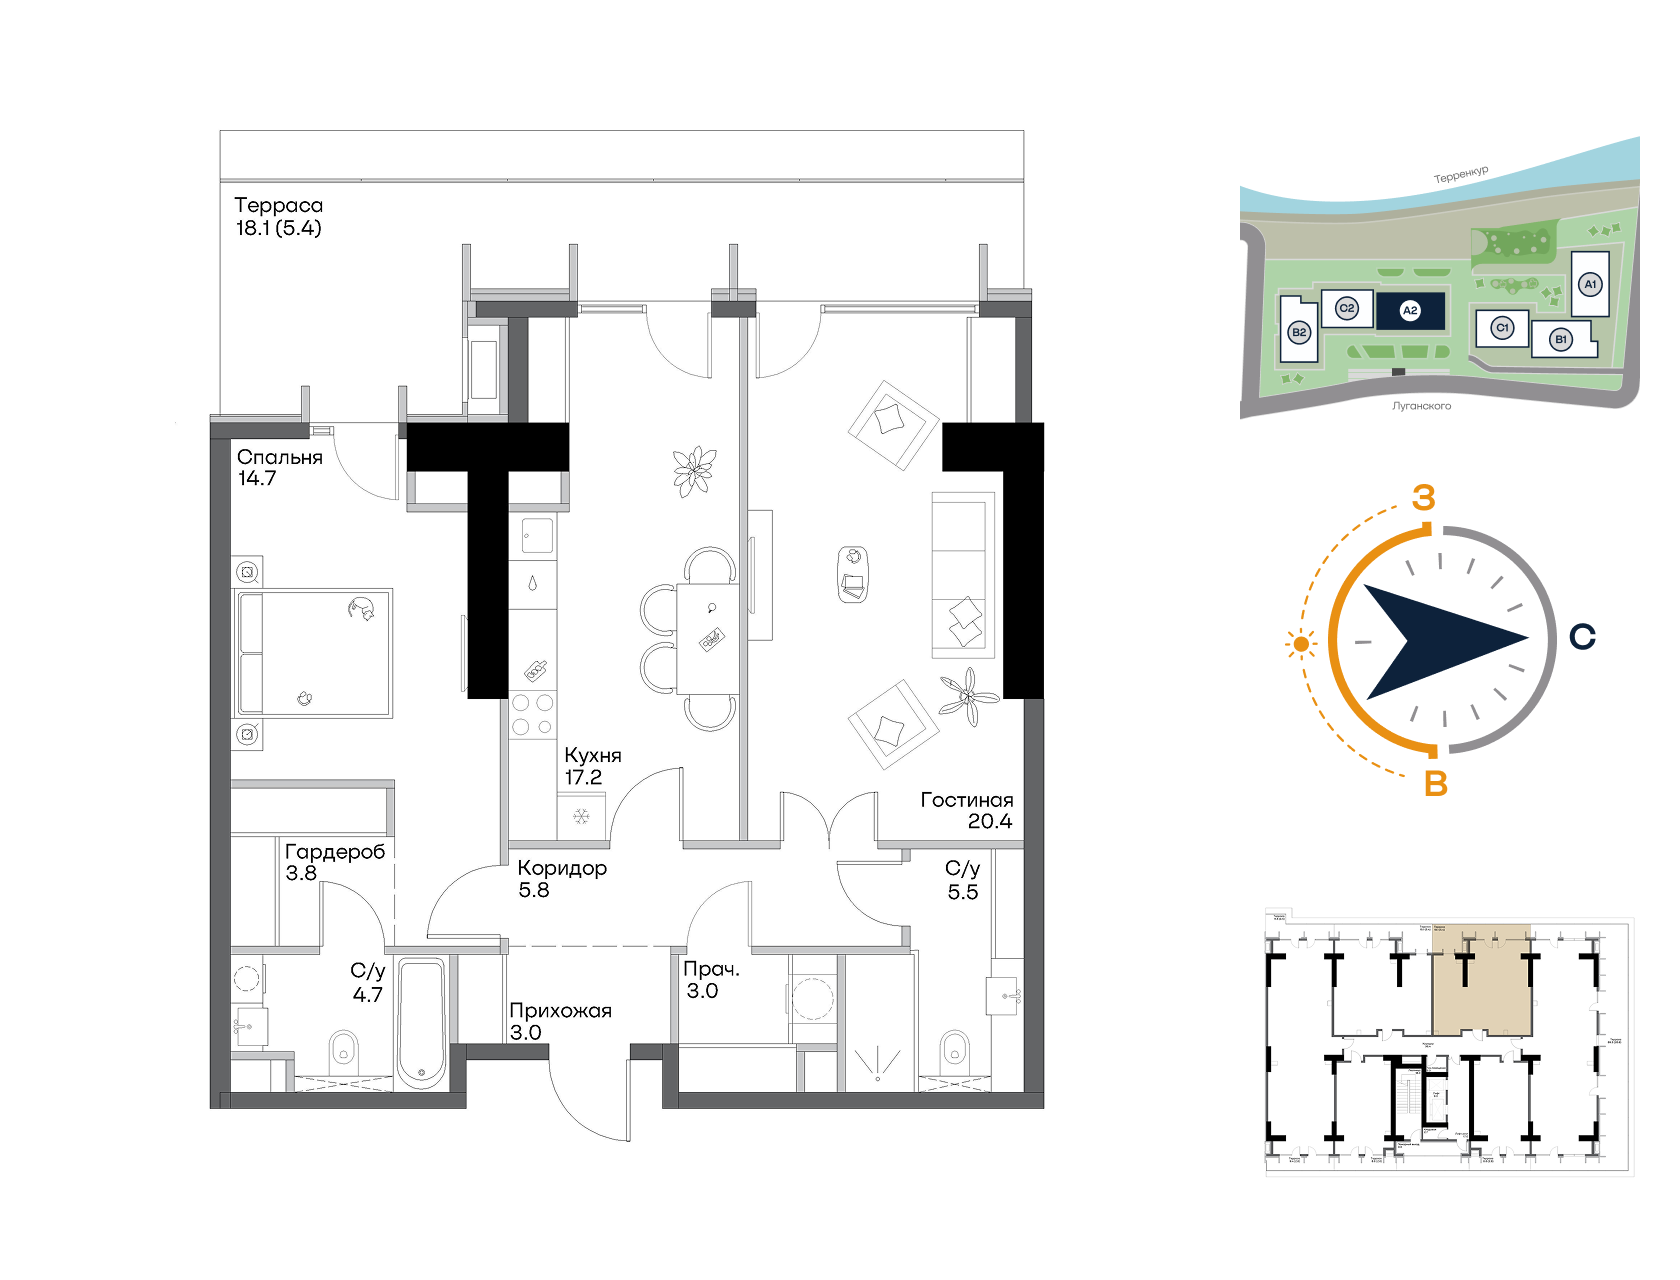 Терраса
18.1 (5.4)
Спальня
14.7
Кухня
17.2
Гостиная
20.4
Гардероб
3.8
Коридор
5.8
С/у
5.5
С/у
4.7
Прач.
3.0
Прихожая
3.0
Терренкур
A1
C2
A2
B2
C1
B1
Луганского
З
С
В